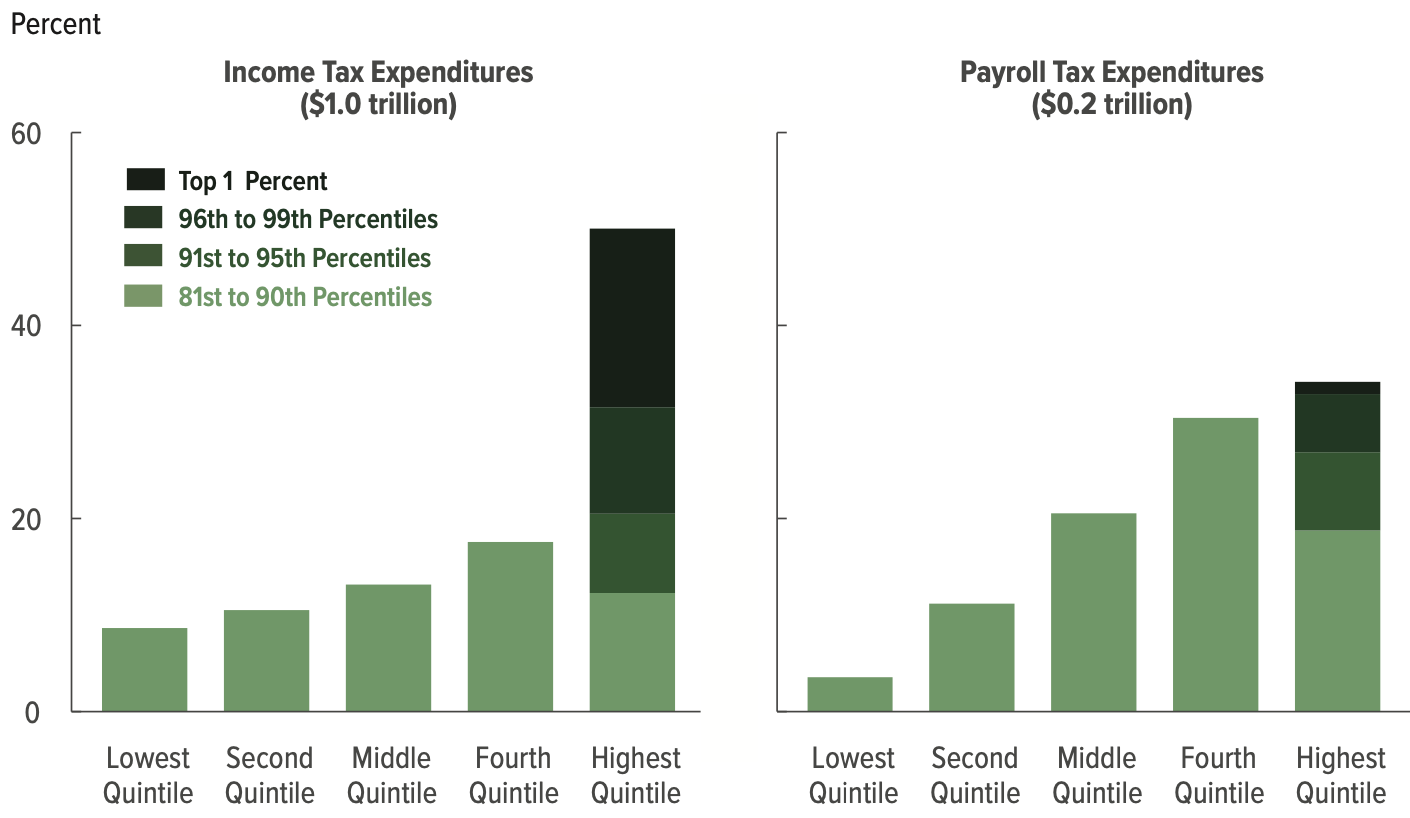 Percent
Income Tax Expenditures
($1.0 trillion)
60
40
20
0
Top 1 Percent
96th to 99th Percentiles
91st to 95th Percentiles
81st to 90th Percentiles
Lowest Quintile
Second Quintile
Middle Quintile
Fourth Quintile
Highest Quintile
Payroll Tax Expenditures
($0.2 trillion)
Lowest Quintile
Second Quintile
Middle Quintile
Fourth Quintile
Highest Quintile